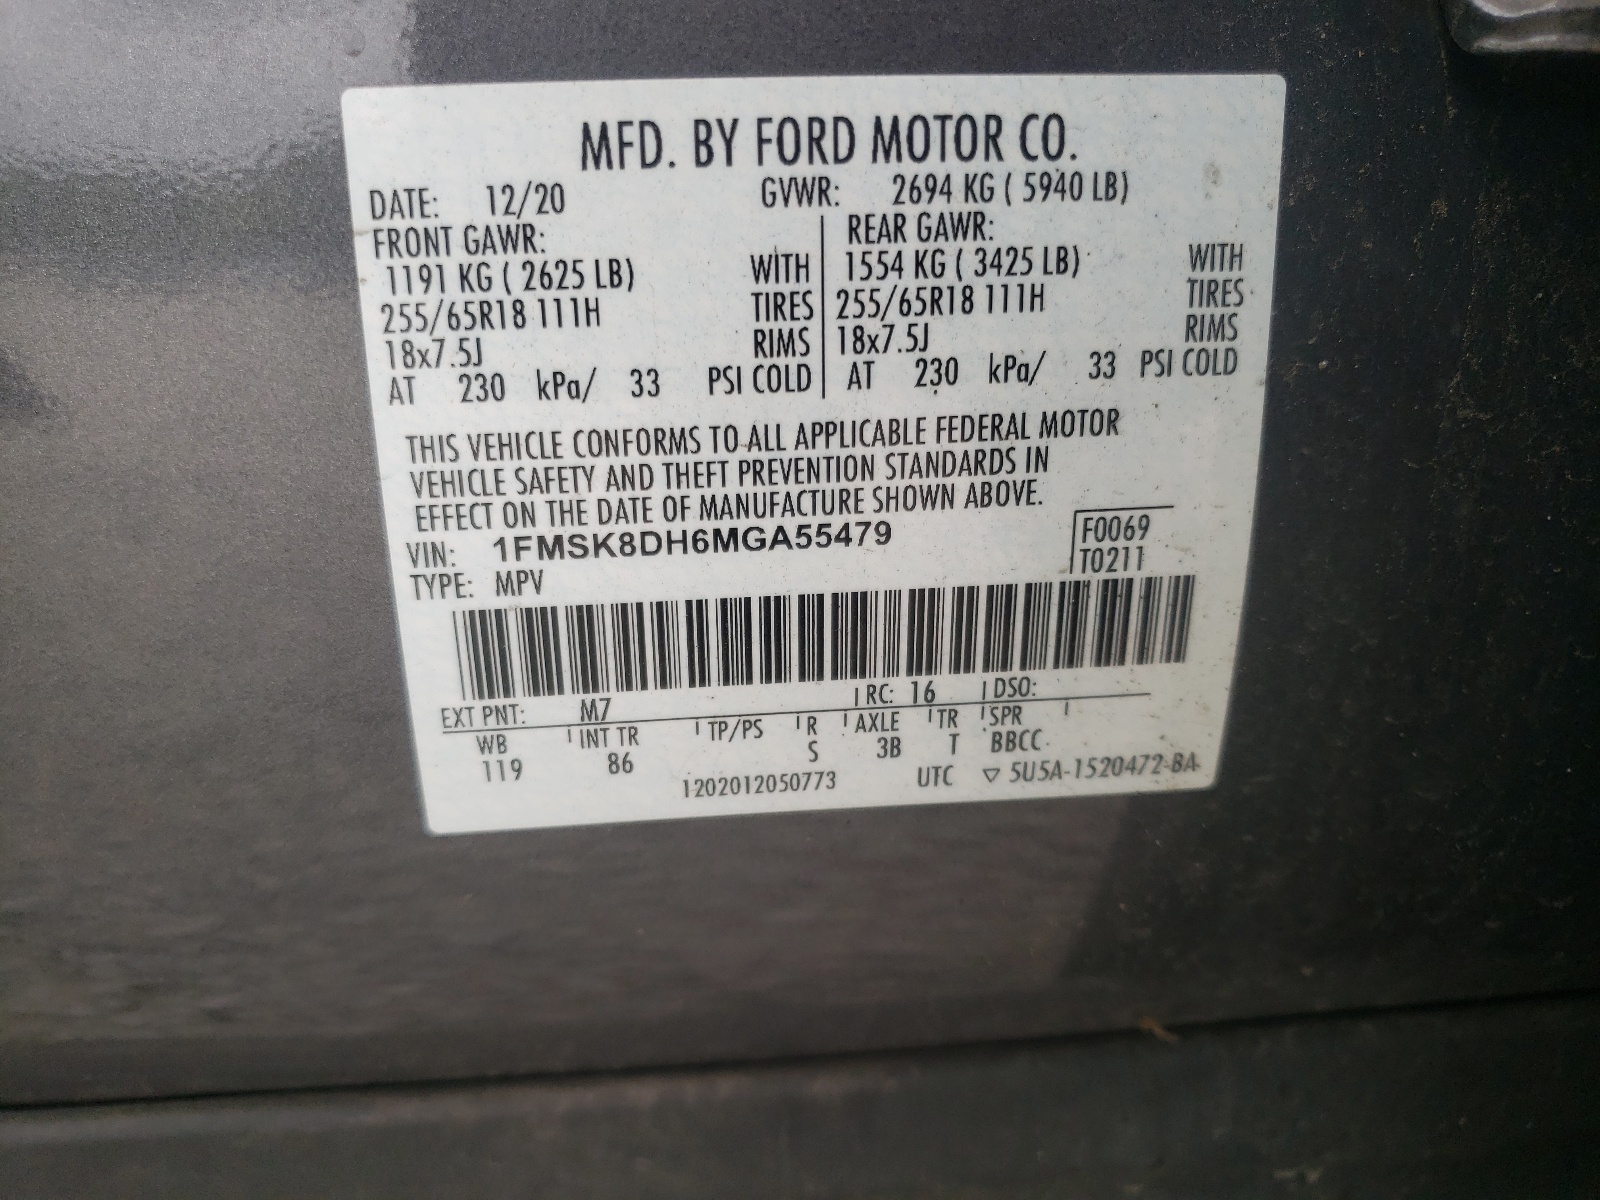 MFD. BY FORD MOTOR CO.
DATE: 12/20 GVWR: 2694 KG ( 5940 LB)
FRONT GAWR: REAR GAWR:
1191 KG ( 2625 LB) WITH 1554 KG ( 3425 LB) WITH
255/65R18 111H TIRES 255/65R18 111H TIRES
18x7.5J RIMS 18x7.5J RIMS
AT 230 kPa/ 33 PSI COLD AT 230 kPa/ 33 PSI COLD
THIS VEHICLE CONFORMS TO ALL APPLICABLE FEDERAL MOTOR
VEHICLE SAFETY AND THEFT PREVENTION STANDARDS IN
EFFECT ON THE DATE OF MANUFACTURE SHOWN ABOVE.
VIN: 1FMSK8DH6MGA55479 F0069
TYPE: MPV T0211
EXT PNT: M7 RC: 16 DSO:
WB INT TR TP/PS R AXLE TR SPR
119 86 S 3B T BBCC
1202012050773 UTC ▽ 5U5A-1520472-BA